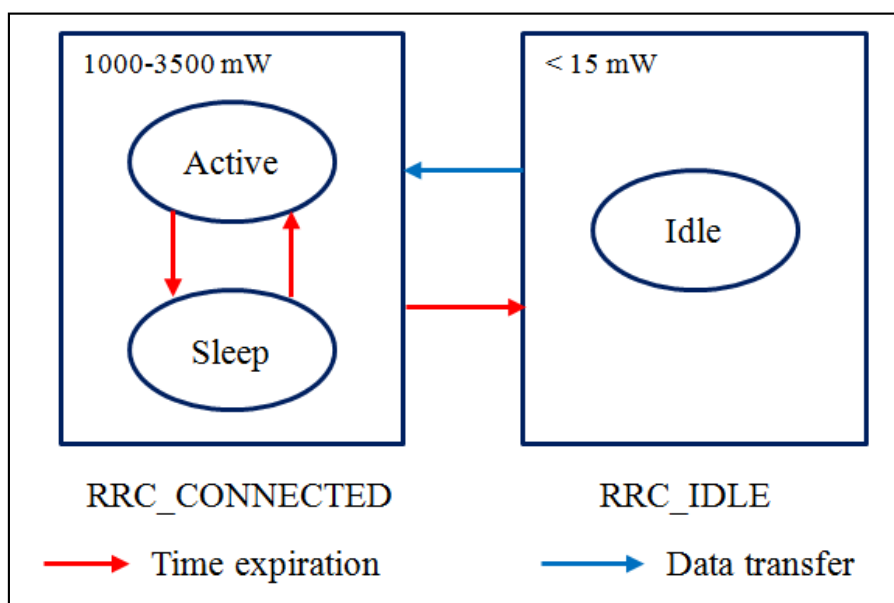 1000-3500 mW
< 15 mW
Active
Idle
Sleep
RRC_CONNECTED
RRC_IDLE
Time expiration
Data transfer